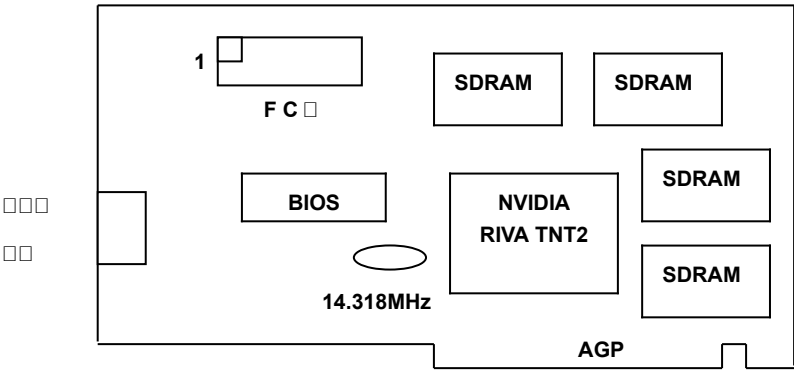 1
SDRAM
SDRAM
F C □
SDRAM
□□□
BIOS
NVIDIA
RIVA TNT2
□□
SDRAM
14.318MHz
AGP